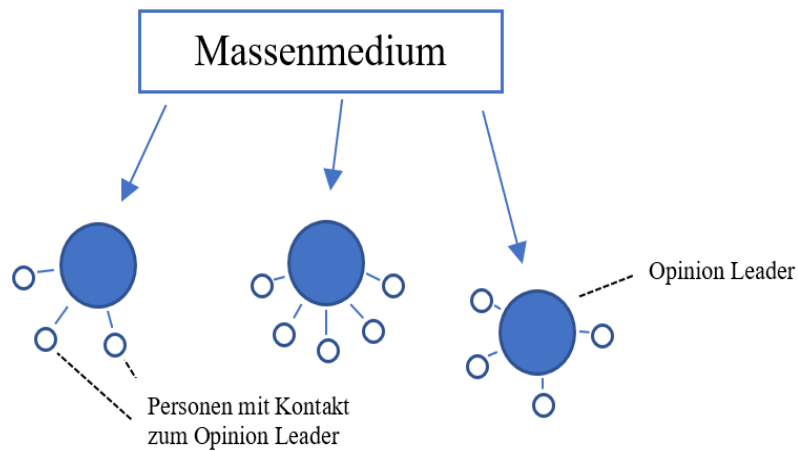 Massenmedium
Opinion Leader
Personen mit Kontakt
zum Opinion Leader